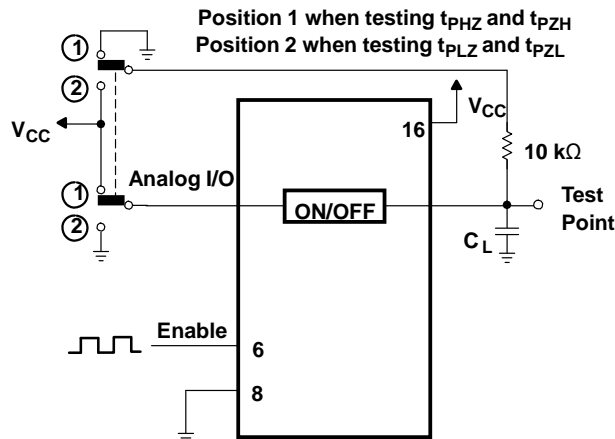 Position 1 when testing tPHZ and tPZH
Position 2 when testing tPLZ and tPZL
1
2
VCC
VCC
16
10 kΩ
1
Analog I/O
ON/OFF
Test
Point
2
CL
Enable
6
8